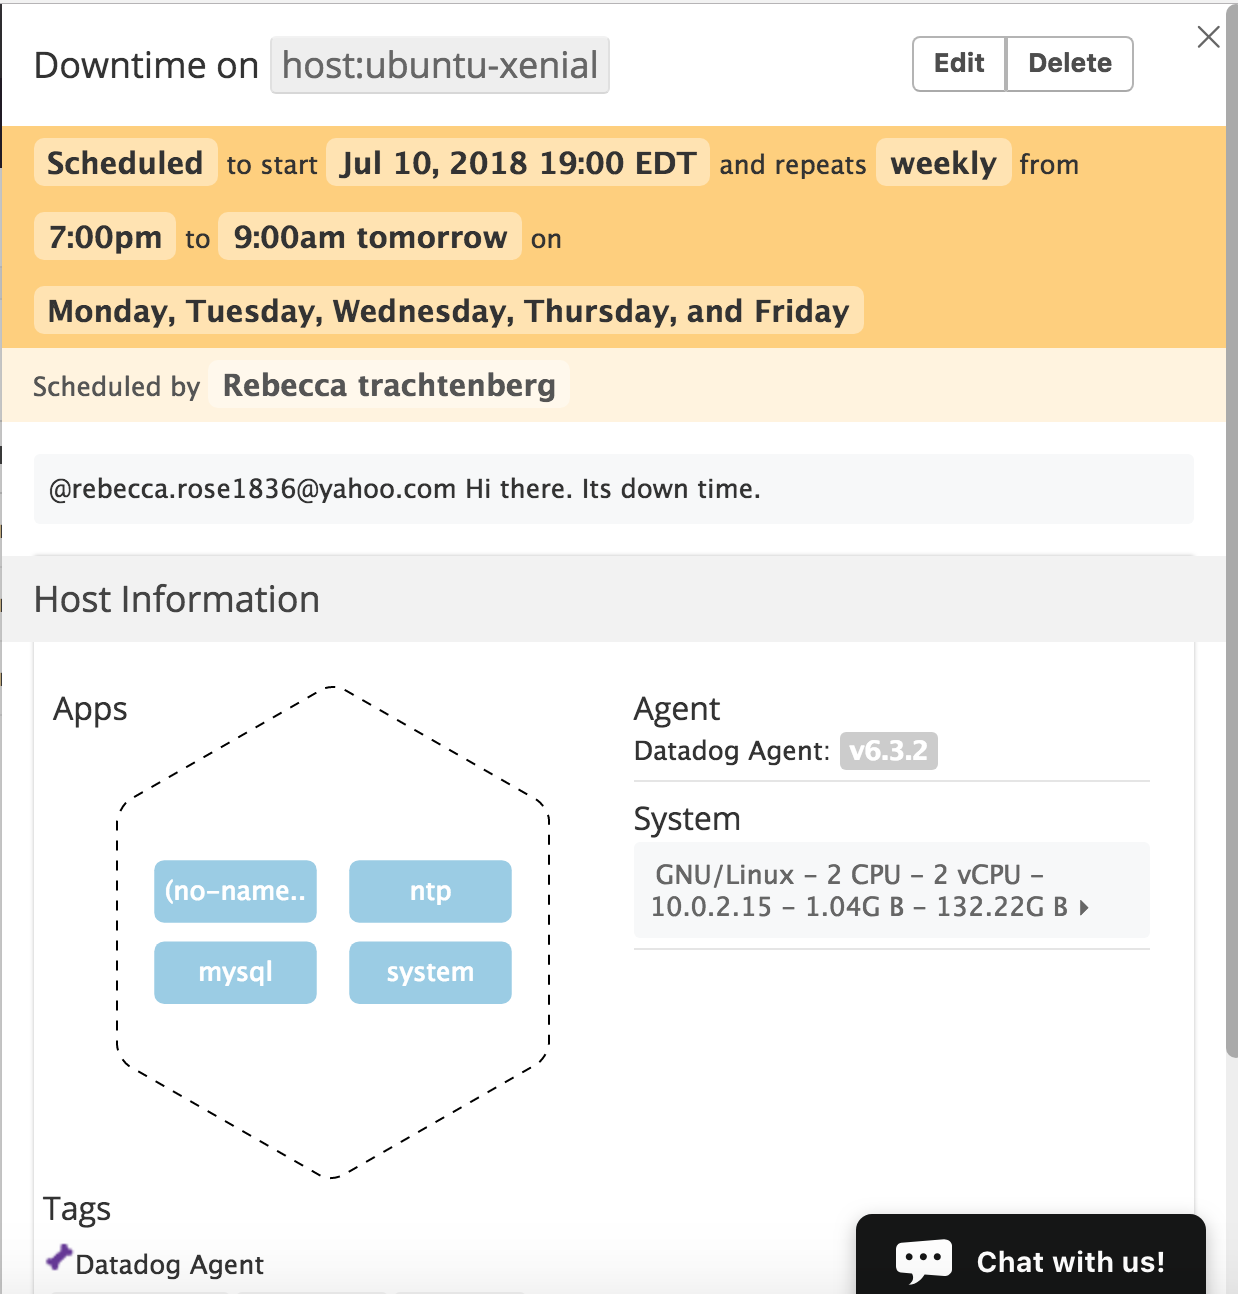 Downtime on host:ubuntu-xenial
Edit
Delete
Scheduled to start Jul 10, 2018 19:00 EDT and repeats weekly from
7:00pm to 9:00am tomorrow on
Monday, Tuesday, Wednesday, Thursday, and Friday
Scheduled by Rebecca trachtenberg
@rebecca.rose1836@yahoo.com Hi there. Its down time.
Host Information
Apps
(no-name..
ntp
mysql
system
Agent
Datadog Agent: v6.3.2
System
GNU/Linux – 2 CPU – 2 vCPU –
10.0.2.15 – 1.04G B – 132.22G B
Tags
Datadog Agent
Chat with us!